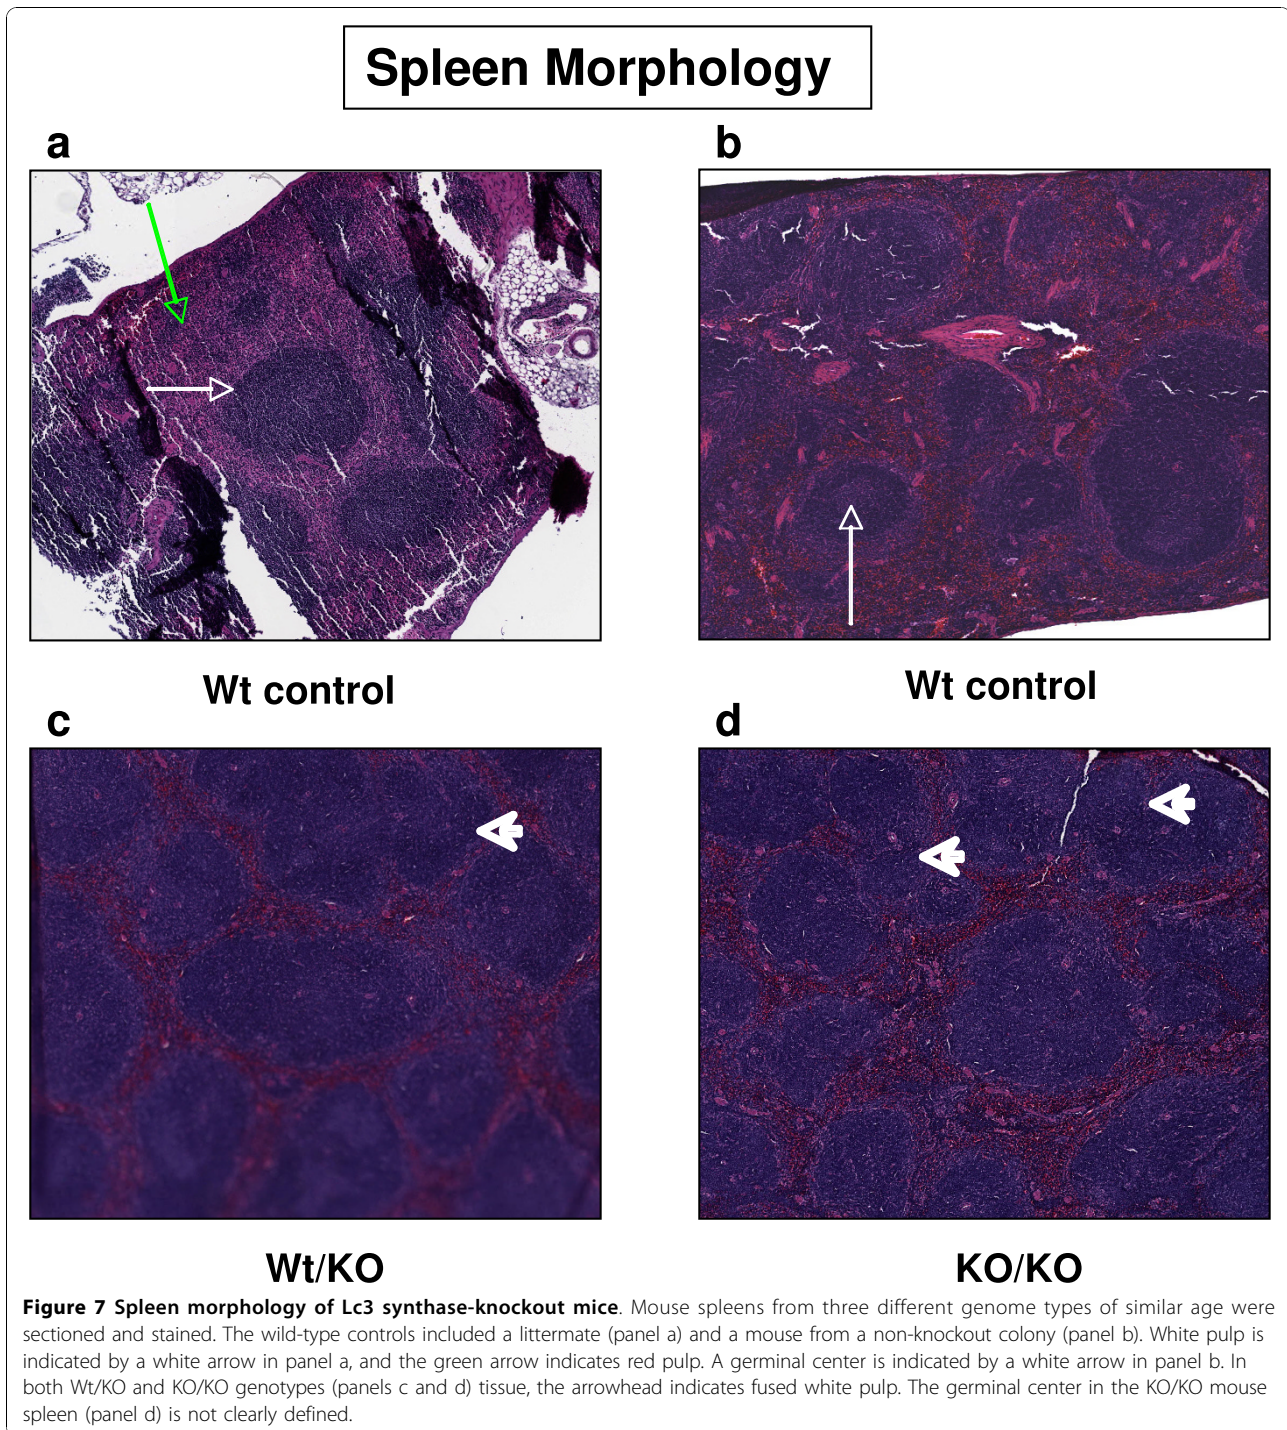 Spleen Morphology
a
b
Wt control
Wt control
c
d
Wt/KO
KO/KO
Figure 7 Spleen morphology of Lc3 synthase-knockout mice. Mouse spleens from three different genome types of similar age were
sectioned and stained. The wild-type controls included a littermate (panel a) and a mouse from a non-knockout colony (panel b). White pulp is
indicated by a white arrow in panel a, and the green arrow indicates red pulp. A germinal center is indicated by a white arrow in panel b. In
both Wt/KO and KO/KO genotypes (panels c and d) tissue, the arrowhead indicates fused white pulp. The germinal center in the KO/KO mouse
spleen (panel d) is not clearly defined.